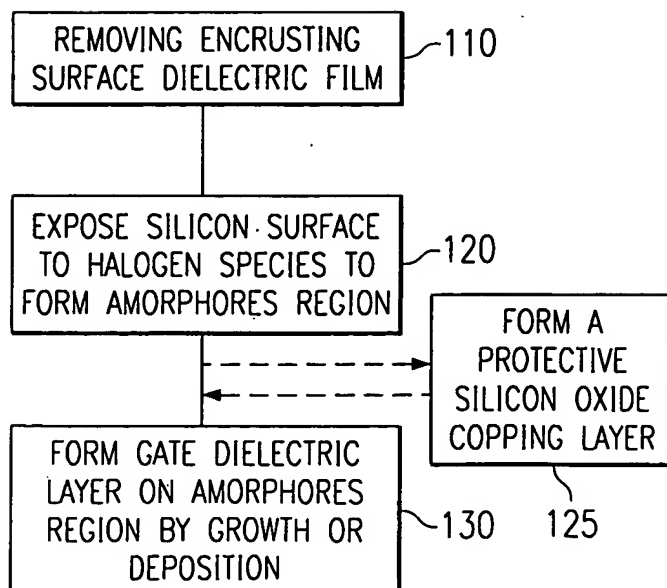 REMOVING ENCRUSTING
SURFACE DIELECTRIC FILM
110
EXPOSE SILICON SURFACE
TO HALOGEN SPECIES TO
FORM AMORPHORES REGION
120
FORM A
PROTECTIVE
SILICON OXIDE
COPPING LAYER
125
FORM GATE DIELECTRIC
LAYER ON AMORPHORES
REGION BY GROWTH OR
DEPOSITION
130